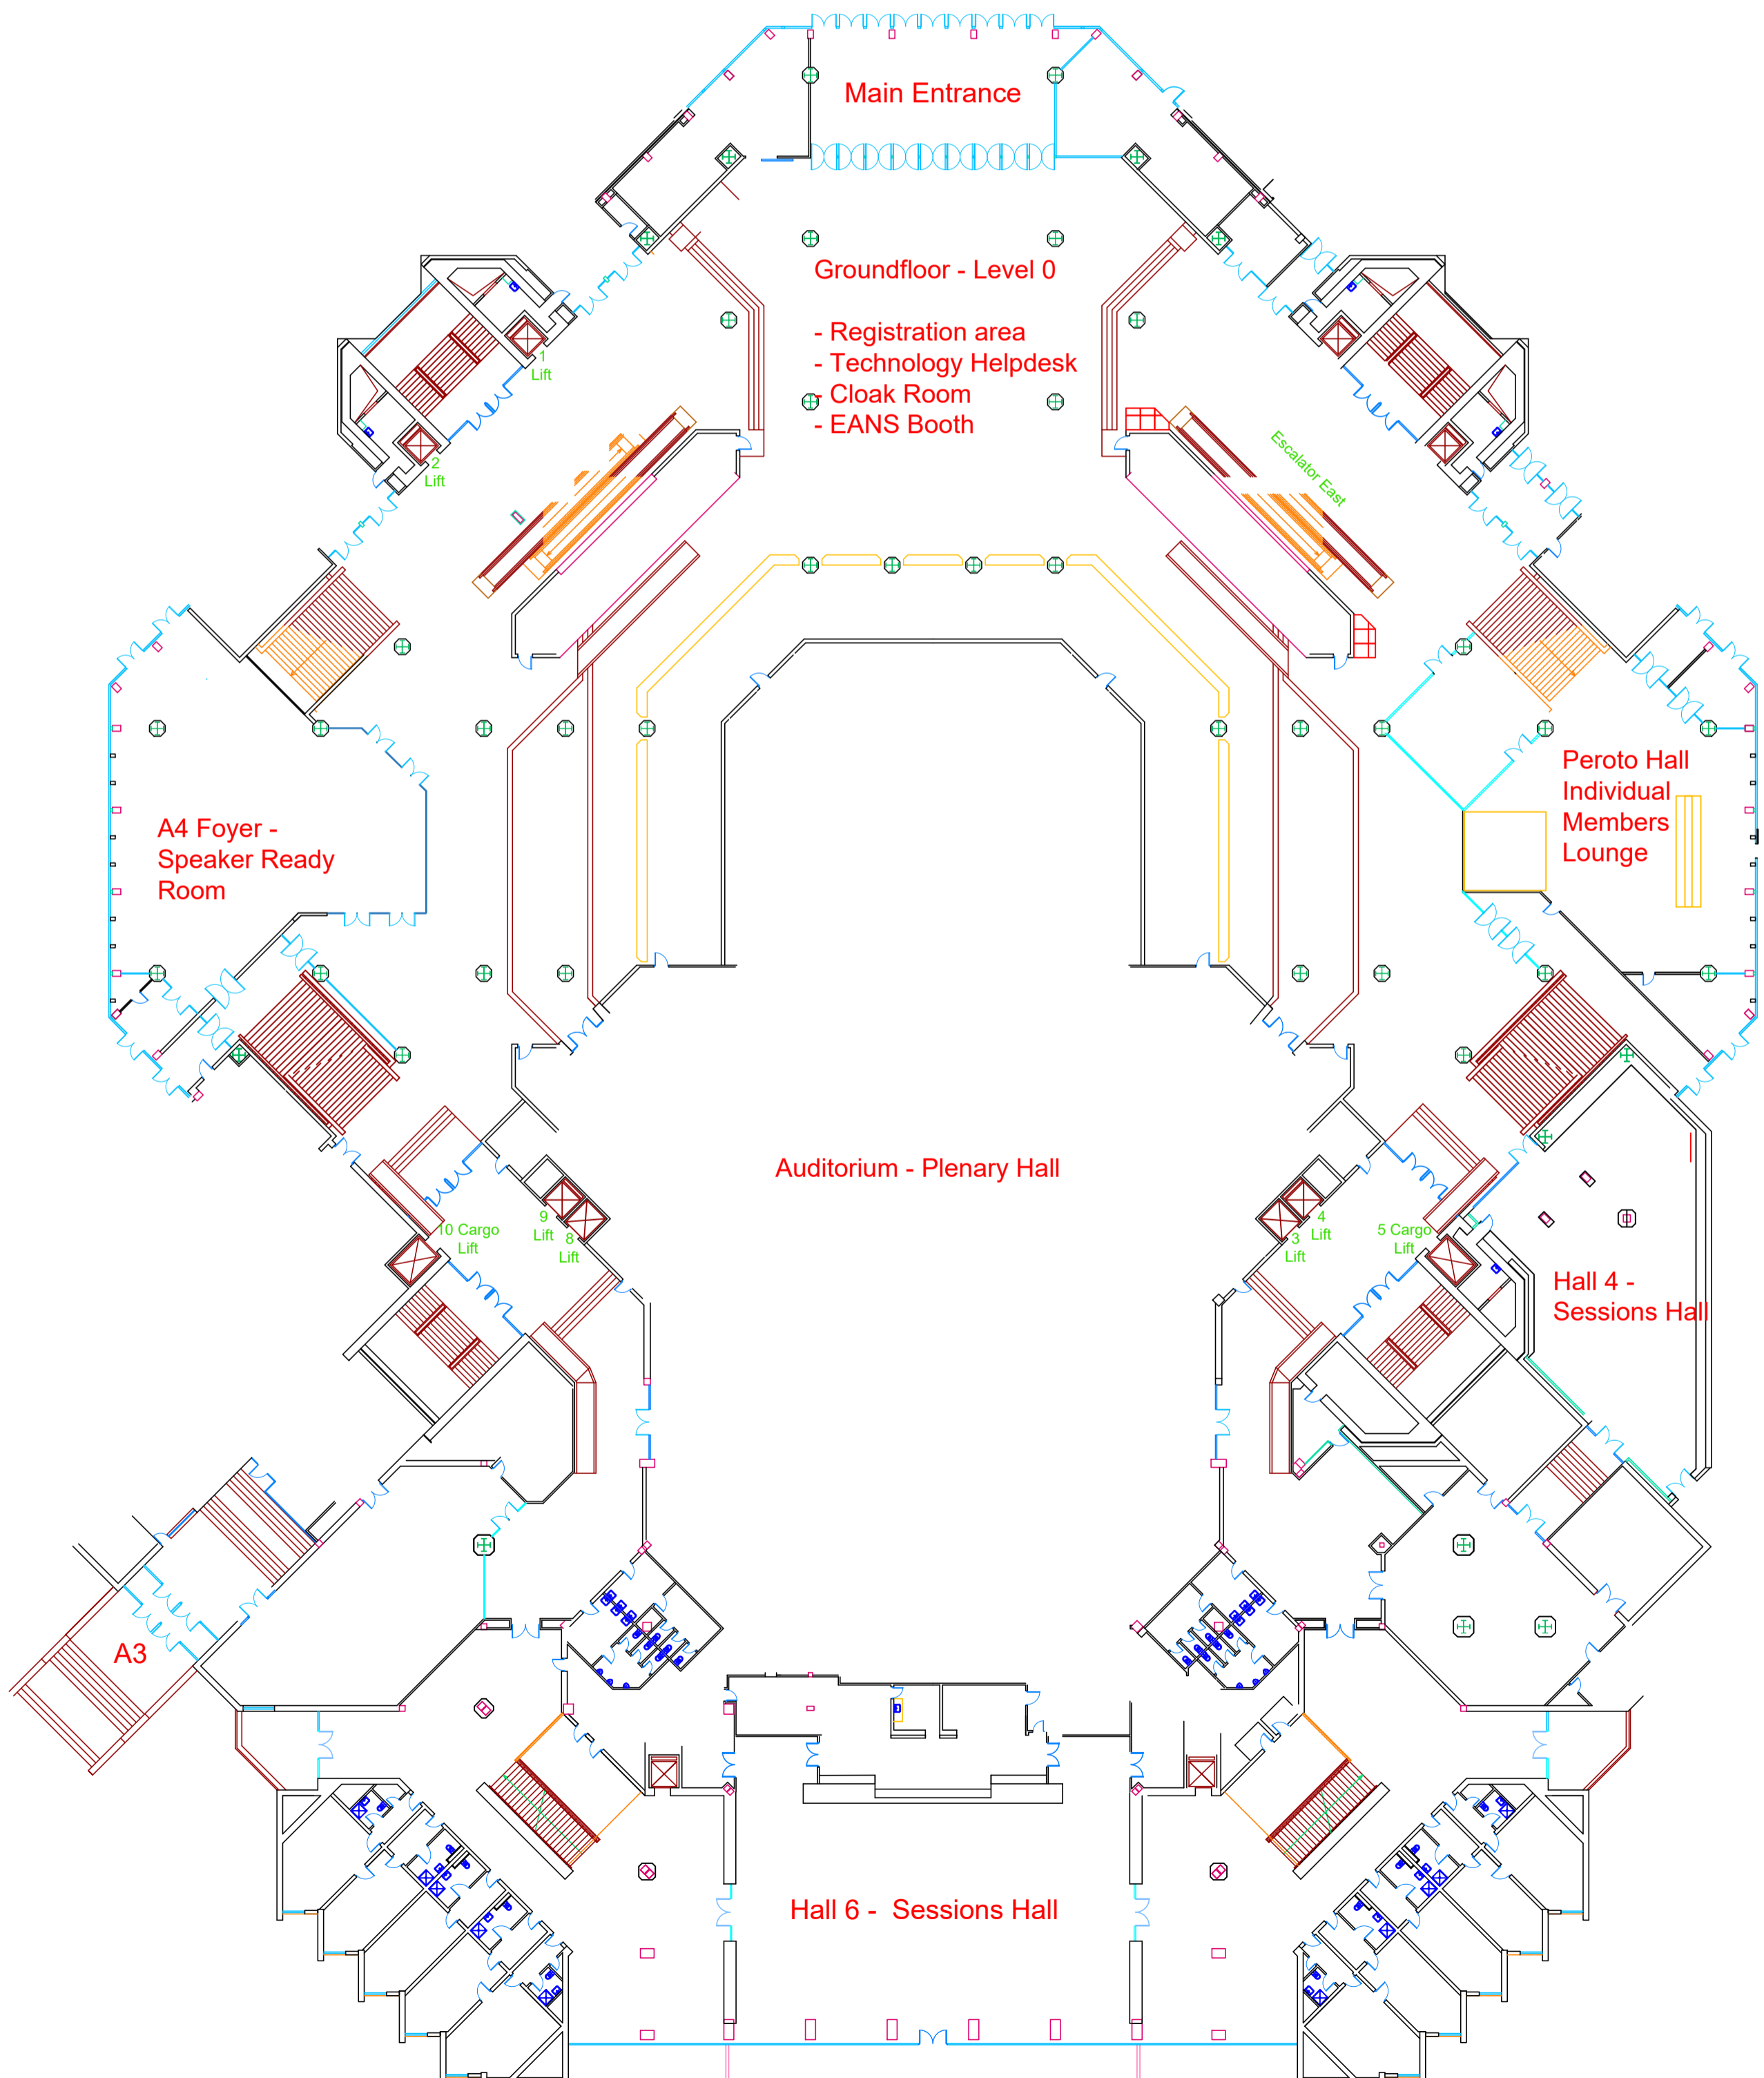 Main Entrance
Groundfloor - Level 0
- Registration area
- Technology Helpdesk
- Cloak Room
- EANS Booth
1
Lift
2
Lift
Escalator East
A4 Foyer -
Speaker Ready
Room
Peroto Hall
Individual
Members
Lounge
Auditorium - Plenary Hall
10 Cargo
Lift
9
Lift
8
Lift
4
Lift
3
Lift
5 Cargo
Lift
Hall 4 -
Sessions Hall
A3
Hall 6 -  Sessions Hall